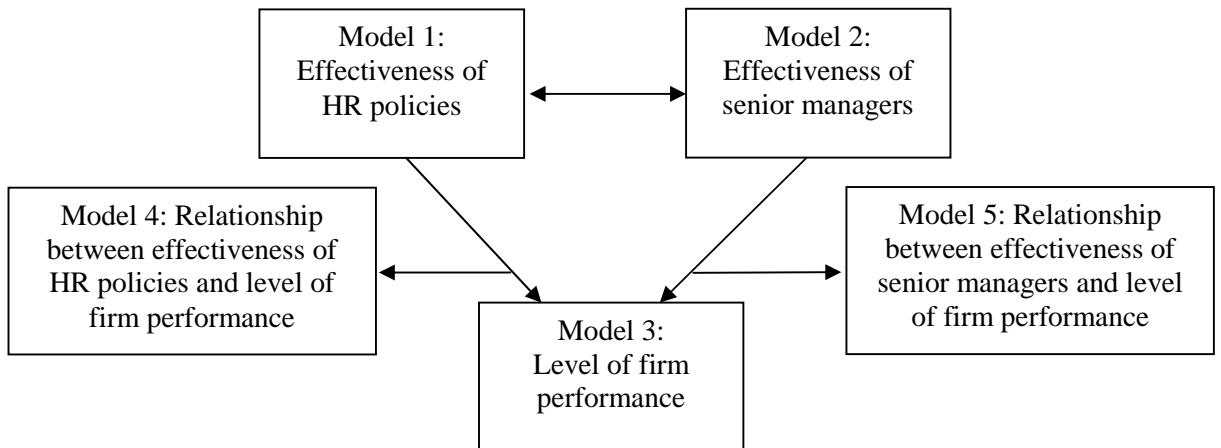 Model 1:
Effectiveness of
HR policies
Model 2:
Effectiveness of
senior managers
Model 4: Relationship
between effectiveness of
HR policies and level of
firm performance
Model 5: Relationship
between effectiveness of
senior managers and level
of firm performance
Model 3:
Level of firm
performance